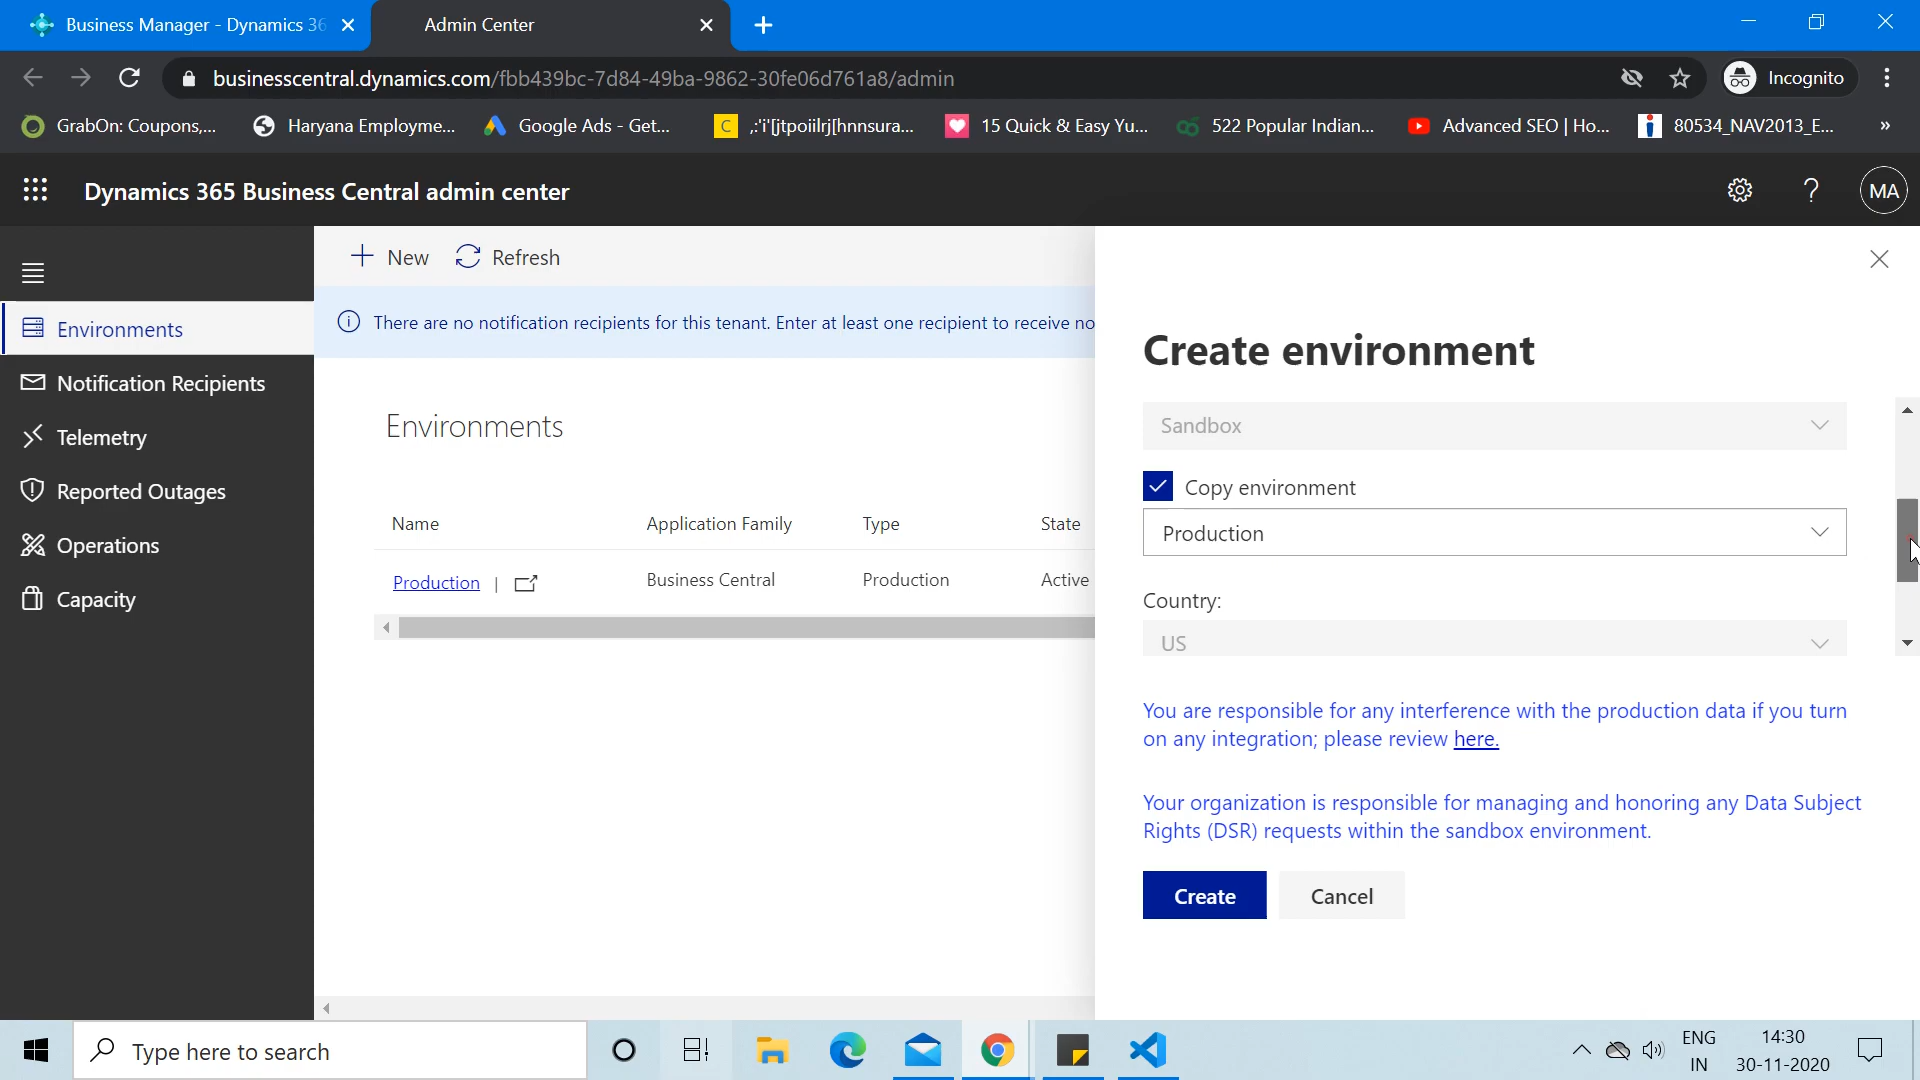 Business Manager - Dynamics 36
Admin Center
businesscentral.dynamics.com/fbb439bc-7d84-49ba-9862-30fe06d761a8/admin
Incognito
GrabOn: Coupons,...
Haryana Employme...
Google Ads - Get...
C
,:'i'[jtpoiilrj[hnnsura...
15 Quick & Easy Yu...
522 Popular Indian...
Advanced SEO | Ho...
80534_NAV2013_E...
»
Dynamics 365 Business Central admin center
?
MA
New
Refresh
Environments
Notification Recipients
Telemetry
Reported Outages
Operations
Capacity
There are no notification recipients for this tenant. Enter at least one recipient to receive no
Environments
Name
Application Family
Type
State
Production |
Business Central
Production
Active
Create environment
Sandbox
Copy environment
Production
Country:
US
You are responsible for any interference with the production data if you turn
on any integration; please review here.
Your organization is responsible for managing and honoring any Data Subject
Rights (DSR) requests within the sandbox environment.
Create
Cancel
Type here to search
ENG
IN
14:30
30-11-2020